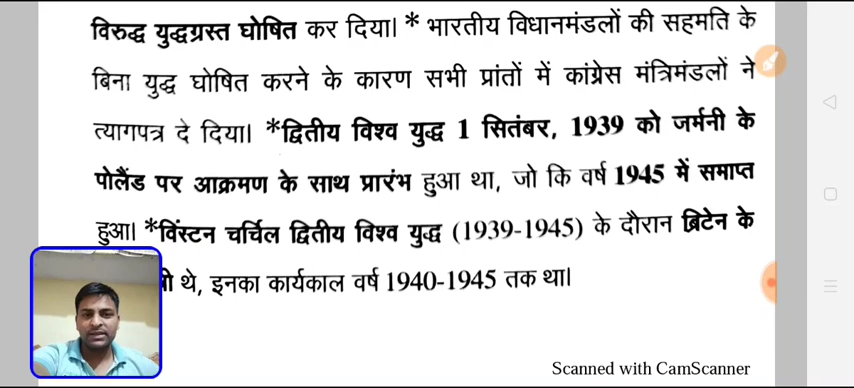 विरुद्ध युद्धग्रस्त घोषित कर दिया। * भारतीय विधानमंडलों की सहमति के
बिना युद्ध घोषित करने के कारण सभी प्रांतों में कांग्रेस मंत्रिमंडलों ने
त्यागपत्र दे दिया। *द्वितीय विश्व युद्ध 1 सितंबर, 1939 को जर्मनी के
पोलैंड पर आक्रमण के साथ प्रारंभ हुआ था, जो कि वर्ष 1945 में समाप्त
हुआ। *विंस्टन चर्चिल द्वितीय विश्व युद्ध (1939-1945) के दौरान ब्रिटेन के
थे, इनका कार्यकाल वर्ष 1940-1945 तक था।
Scanned with CamScanner